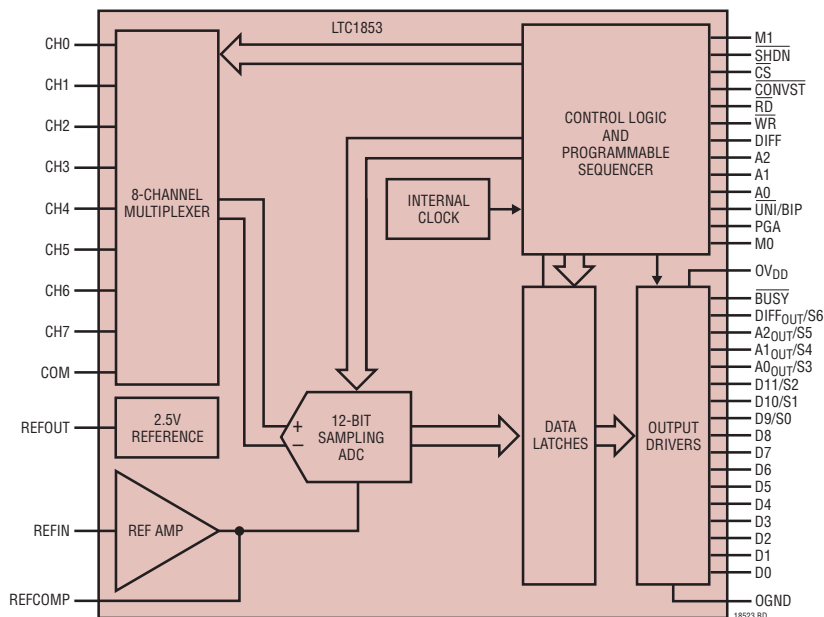 LTC1853
CH0
CH1
CH2
CH3
CH4
CH5
CH6
CH7
COM
REFOUT
REFIN
REFCOMP
8-CHANNEL
MULTIPLEXER
2.5V
REFERENCE
REF AMP
INTERNAL
CLOCK
12-BIT
SAMPLING
ADC
+
–
CONTROL LOGIC
AND
PROGRAMMABLE
SEQUENCER
DATA
LATCHES
OUTPUT
DRIVERS
M1
SHDN
CS
CONVST
RD
WR
DIFF
A2
A1
A0
UNI/BIP
PGA
M0
OVDD
BUSY
DIFFOUT/S6
A2OUT/S5
A1OUT/S4
A0OUT/S3
D11/S2
D10/S1
D9/S0
D8
D7
D6
D5
D4
D3
D2
D1
D0
OGND
18523 BD